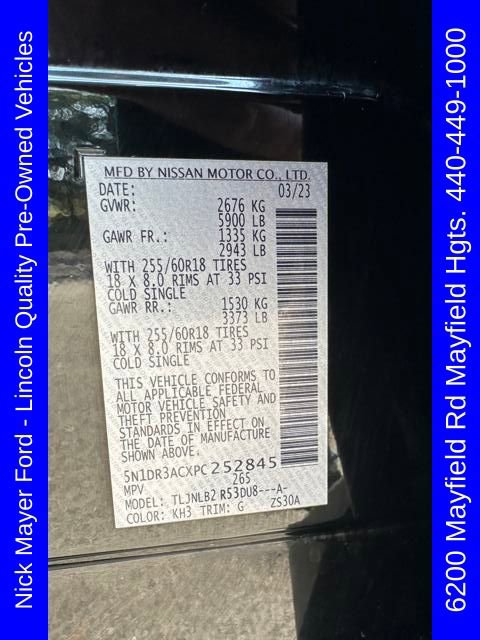 Nick Mayer Ford - Lincoln Quality Pre-Owned Vehicles
MFD BY NISSAN MOTOR CO., LTD.
DATE: 03/23
GVWR: 2676 KG
5900 LB
GAWR FR.: 1335 KG
2943 LB
WITH 255/60R18 TIRES
18 X 8.0 RIMS AT 33 PSI
COLD SINGLE
GAWR RR.: 1530 KG
3373 LB
WITH 255/60R18 TIRES
18 X 8.0 RIMS AT 33 PSI
COLD SINGLE
THIS VEHICLE CONFORMS TO
ALL APPLICABLE FEDERAL
MOTOR VEHICLE SAFETY AND
THEFT PREVENTION
STANDARDS IN EFFECT ON
THE DATE OF MANUFACTURE
SHOWN ABOVE.
5N1DR3ACXPC252845
MPV 265
MODEL: TLJNLB2 R53DU8---A-
COLOR: KH3 TRIM: G ZS30A
6200 Mayfield Rd Mayfield Hgts. 440-449-1000